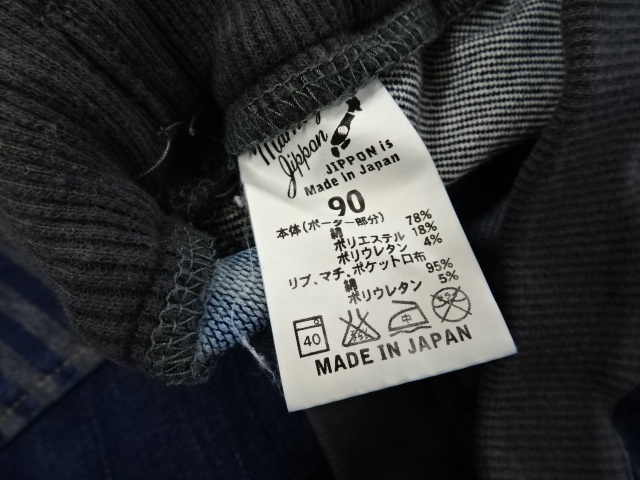 Jippon
JIPPON is
Made in Japan
90
本体(ボーダー部分)
綿 78%
ポリエステル 18%
ポリウレタン 4%
リブ、マチ、ポケット口布
綿 95%
ポリウレタン 5%
40 中
MADE IN JAPAN